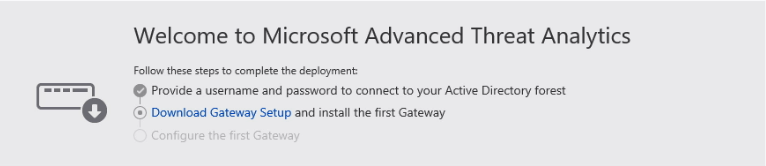 Welcome to Microsoft Advanced Threat Analytics
Follow these steps to complete the deployment:
Provide a username and password to connect to your Active Directory forest
Download Gateway Setup and install the first Gateway
Configure the first Gateway